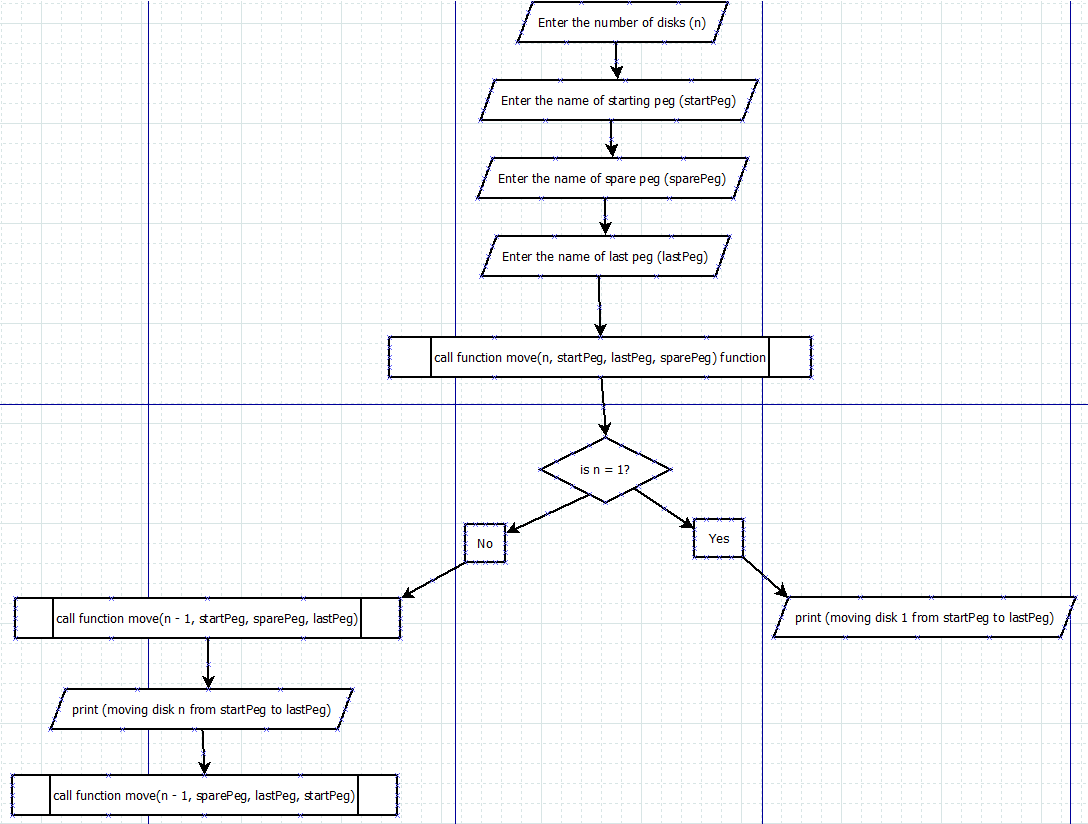 Enter the number of disks (n)
Enter the name of starting peg (startPeg)
Enter the name of spare peg (sparePeg)
Enter the name of last peg (lastPeg)
call function move(n, startPeg, lastPeg, sparePeg) function
is n = 1?
No
Yes
call function move(n - 1, startPeg, sparePeg, lastPeg)
print (moving disk 1 from startPeg to lastPeg)
print (moving disk n from startPeg to lastPeg)
call function move(n - 1, sparePeg, lastPeg, startPeg)